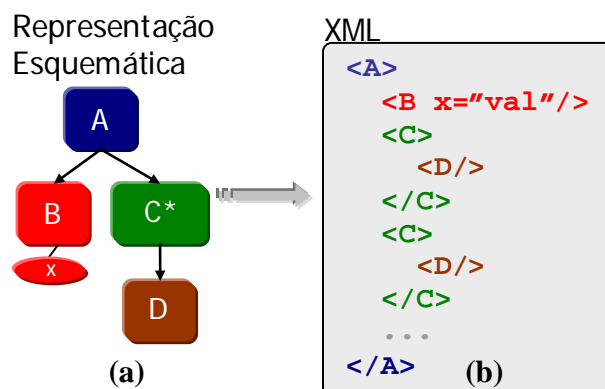 Representação
Esquemática
A
B
C*
x
D
(a)
XML
<A>
<B x="val"/>
<C>
<D/>
</C>
<C>
<D/>
</C>
...
</A>
(b)